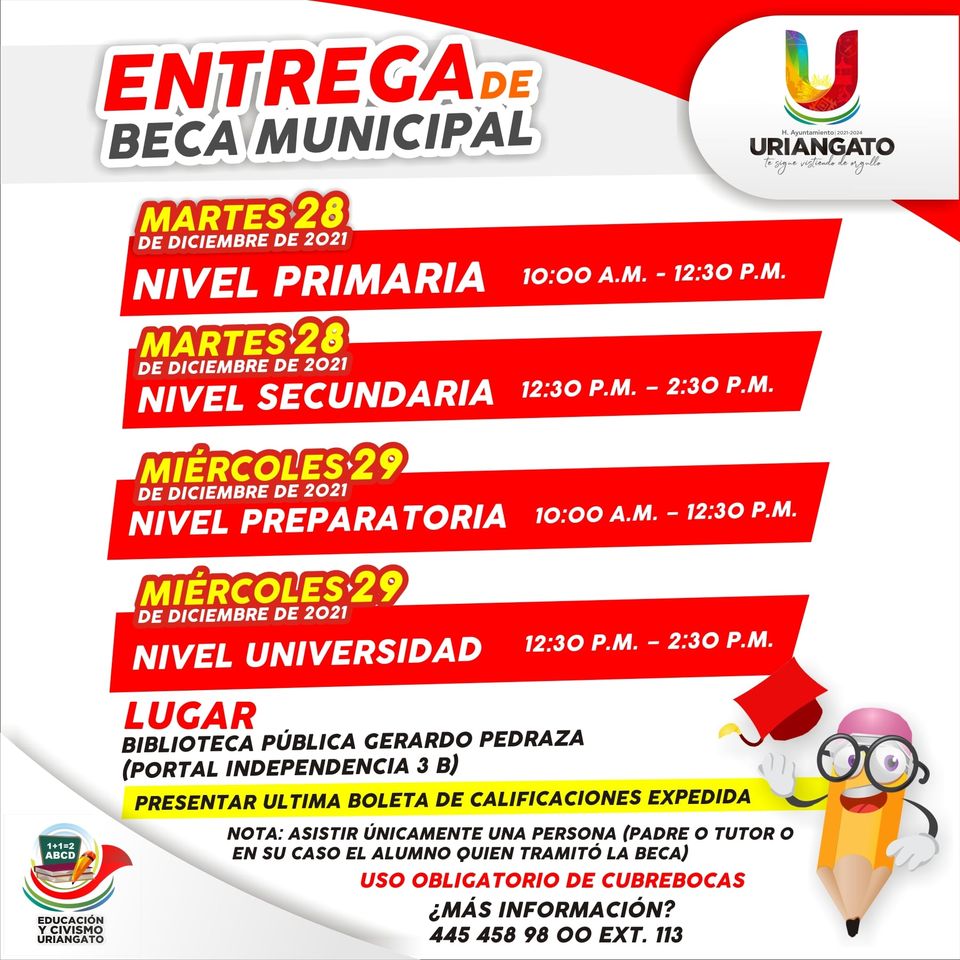 ENTREGA DE
BECA MUNICIPAL
H. Ayuntamiento | 2021-2024
URIANGATO
te sigue vistiendo de orgullo
MARTES 28
DE DICIEMBRE DE 2021
NIVEL PRIMARIA 10:00 A.M. - 12:30 P.M.
MARTES 28
DE DICIEMBRE DE 2021
NIVEL SECUNDARIA 12:30 P.M. – 2:30 P.M.
MIÉRCOLES 29
DE DICIEMBRE DE 2021
NIVEL PREPARATORIA 10:00 A.M. – 12:30 P.M.
MIÉRCOLES 29
DE DICIEMBRE DE 2021
NIVEL UNIVERSIDAD 12:30 P.M. – 2:30 P.M.
LUGAR
BIBLIOTECA PÚBLICA GERARDO PEDRAZA
(PORTAL INDEPENDENCIA 3 B)
PRESENTAR ULTIMA BOLETA DE CALIFICACIONES EXPEDIDA
NOTA: ASISTIR ÚNICAMENTE UNA PERSONA (PADRE O TUTOR O
EN SU CASO EL ALUMNO QUIEN TRAMITÓ LA BECA)
USO OBLIGATORIO DE CUBREBOCAS
¿MÁS INFORMACIÓN?
445 458 98 00 EXT. 113
1+1=2
ABCD
EDUCACIÓN
Y CIVISMO
URIANGATO